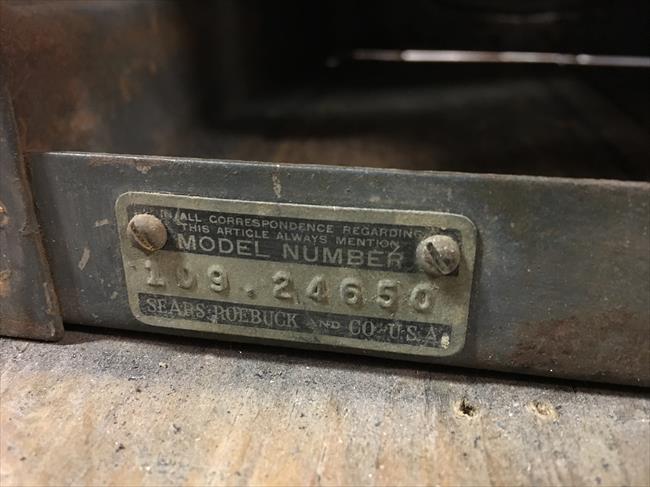 IN ALL CORRESPONDENCE REGARDING
THIS ARTICLE ALWAYS MENTION
MODEL NUMBER
109.24650
SEARS, ROEBUCK AND CO. U.S.A.